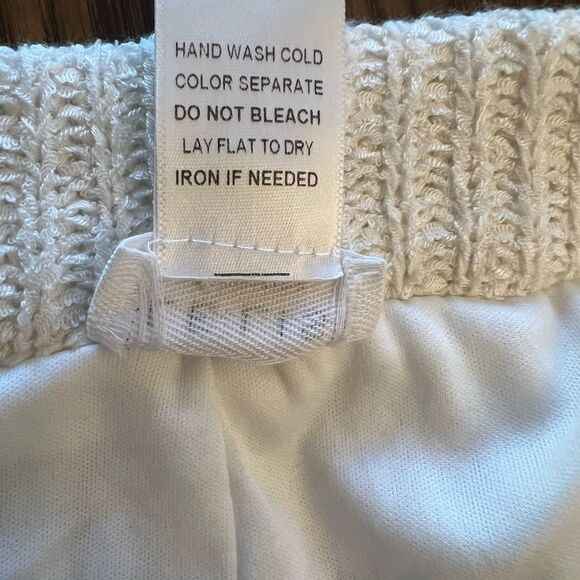 HAND WASH COLD
COLOR SEPARATE
DO NOT BLEACH
LAY FLAT TO DRY
IRON IF NEEDED